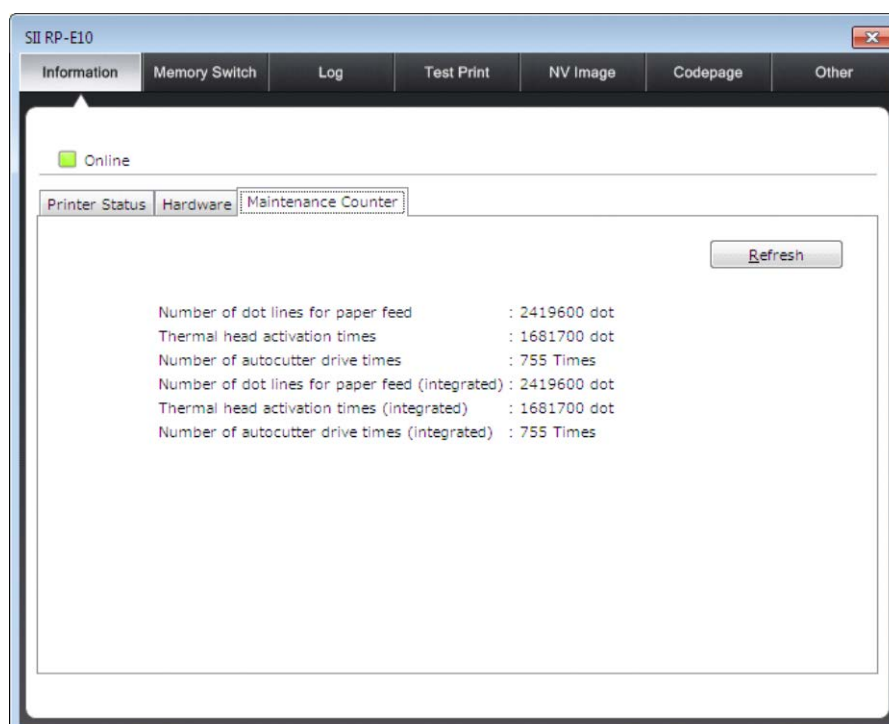 SII RP-E10
Information Memory Switch Log Test Print NV Image Codepage Other
Online
Printer Status Hardware Maintenance Counter
Refresh
Number of dot lines for paper feed : 2419600 dot
Thermal head activation times : 1681700 dot
Number of autocutter drive times : 755 Times
Number of dot lines for paper feed (integrated) : 2419600 dot
Thermal head activation times (integrated) : 1681700 dot
Number of autocutter drive times (integrated) : 755 Times